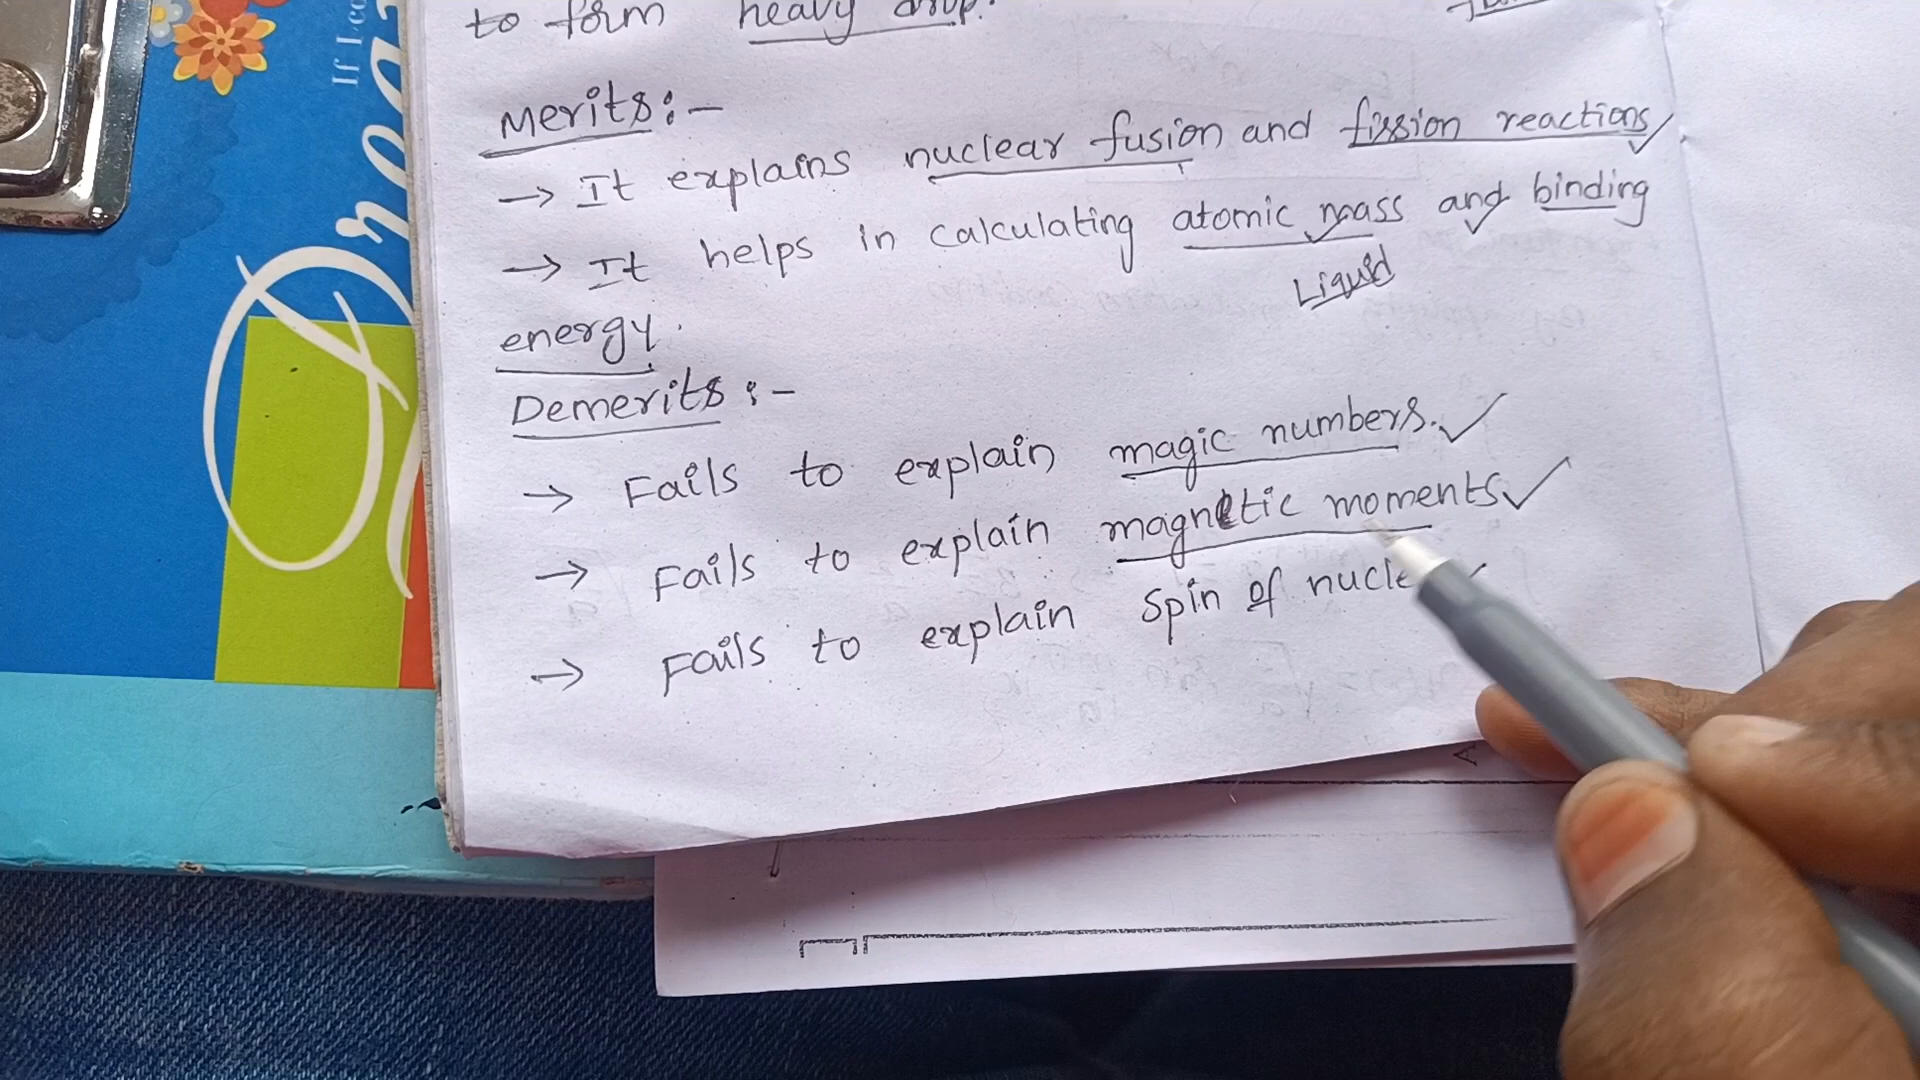 to form heavy drop.
Merits:-
→ It explains nuclear fusion and fission reactions
→ It helps in calculating atomic mass and binding
Liquid
energy.
Demerits:-
→ Fails to explain magic numbers.
→ Fails to explain magnetic moments
→ Fails to explain spin of nucle
If I
A